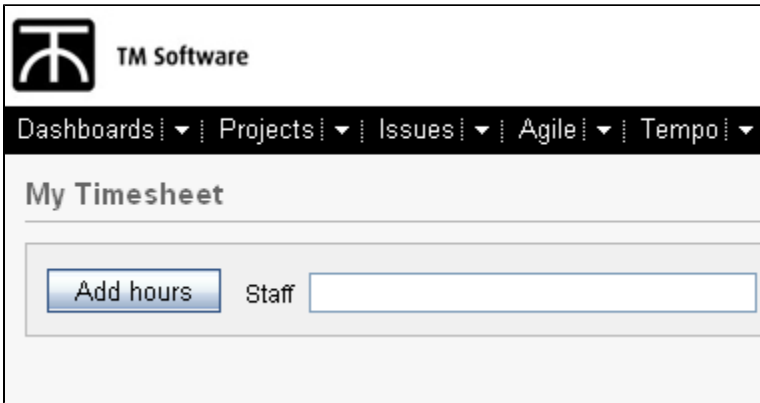 TM Software
Dashboards Projects Issues Agile Tempo
My Timesheet
Add hours Staff